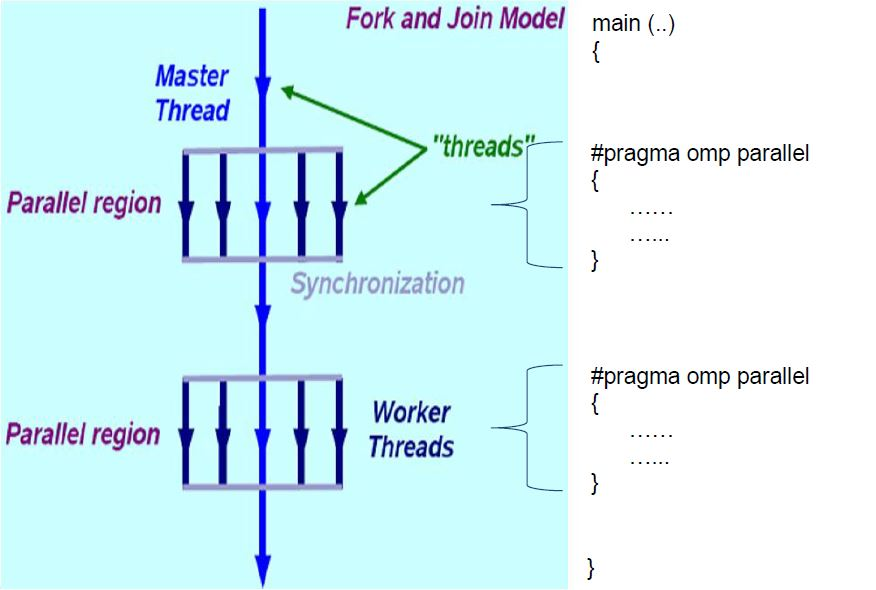 Fork and Join Model
Master
Thread
"threads"
Parallel region
Synchronization
Parallel region
Worker
Threads
main (..)
{
#pragma omp parallel
{
……
…...
}
#pragma omp parallel
{
……
…...
}
}